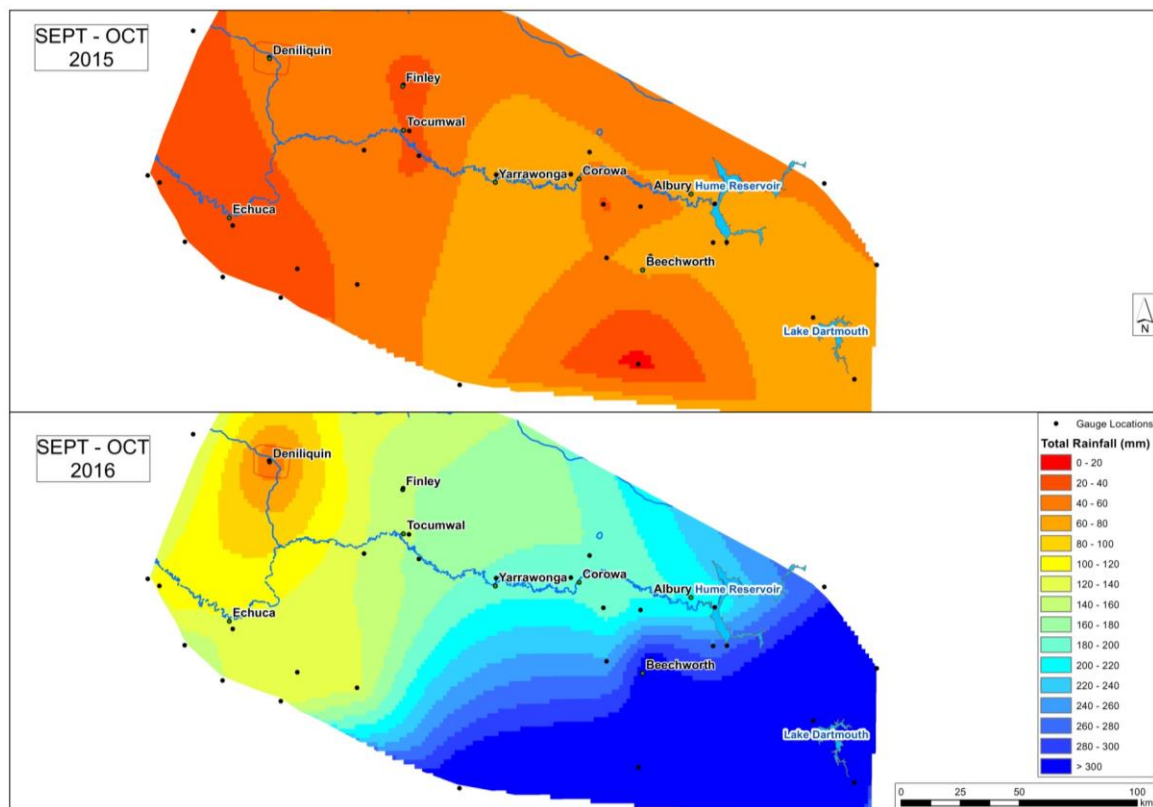 SEPT - OCT
2015
Deniliquin
Finley
Tocumwal
Yarrawonga
Corowa
Albury
Hume Reservoir
Echuca
Beechworth
Lake Dartmouth
N
SEPT - OCT
2016
Deniliquin
Finley
Tocumwal
Yarrawonga
Corowa
Albury
Hume Reservoir
Echuca
Beechworth
Lake Dartmouth
Gauge Locations
Total Rainfall (mm)
0 - 20
20 - 40
40 - 60
60 - 80
80 - 100
100 - 120
120 - 140
140 - 160
160 - 180
180 - 200
200 - 220
220 - 240
240 - 260
260 - 280
280 - 300
> 300
0 25 50 100
km